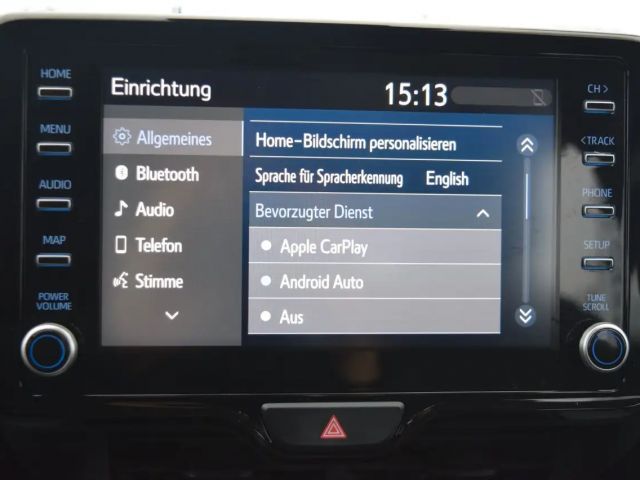 HOME
MENU
AUDIO
MAP
POWER
VOLUME
Einrichtung
15:13
Allgemeines
Bluetooth
Audio
Telefon
Stimme
Home-Bildschirm personalisieren
Sprache für Spracherkennung English
Bevorzugter Dienst
Apple CarPlay
Android Auto
Aus
CH >
< TRACK
PHONE
SETUP
TUNE
SCROLL